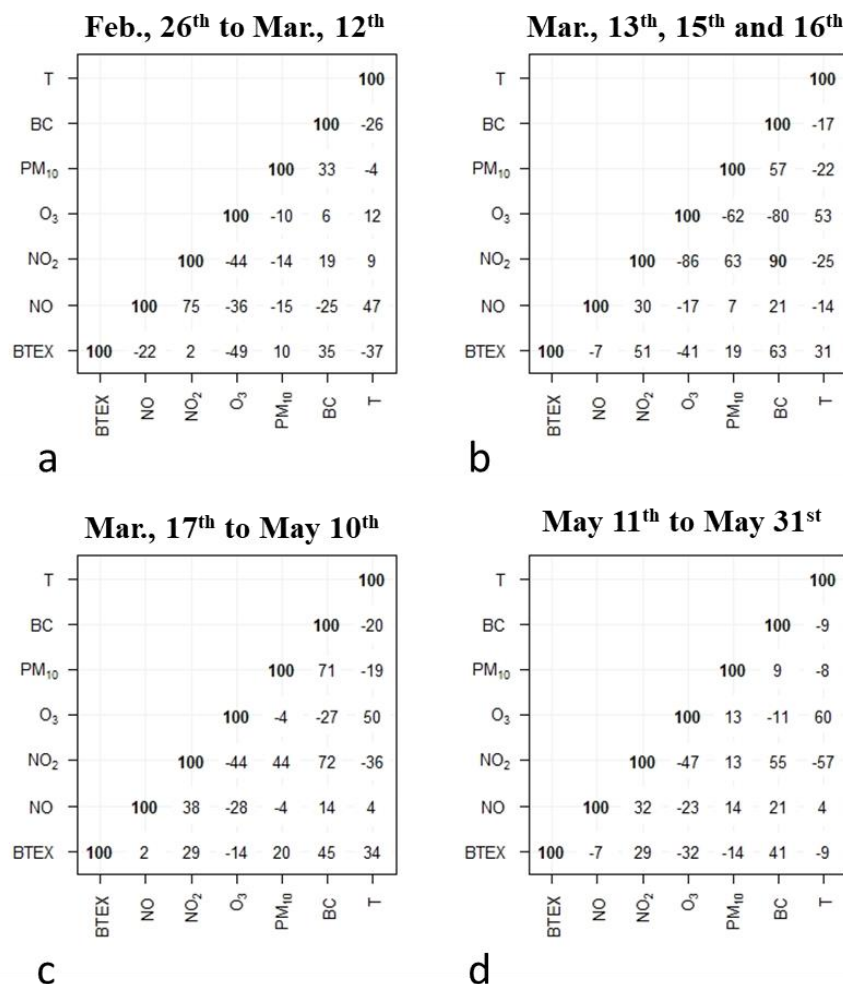 Feb., 26th to Mar., 12th
T 100
BC 100 -26
PM10 100 33 -4
O3 100 -10 6 12
NO2 100 -44 -14 19 9
NO 100 75 -36 -15 -25 47
BTEX 100 -22 2 -49 10 35 -37
BTEX NO NO2 O3 PM10 BC T
a
Mar., 13th, 15th and 16th
T 100
BC 100 -17
PM10 100 57 -22
O3 100 -62 -80 53
NO2 100 -86 63 90 -25
NO 100 30 -17 7 21 -14
BTEX 100 -7 51 -41 19 63 31
BTEX NO NO2 O3 PM10 BC T
b
Mar., 17th to May 10th
T 100
BC 100 -20
PM10 100 71 -19
O3 100 -4 -27 50
NO2 100 -44 44 72 -36
NO 100 38 -28 -4 14 4
BTEX 100 2 29 -14 20 45 34
BTEX NO NO2 O3 PM10 BC T
c
May 11th to May 31st
T 100
BC 100 -9
PM10 100 9 -8
O3 100 13 -11 60
NO2 100 -47 13 55 -57
NO 100 32 -23 14 21 4
BTEX 100 -7 29 -32 -14 41 -9
BTEX NO NO2 O3 PM10 BC T
d